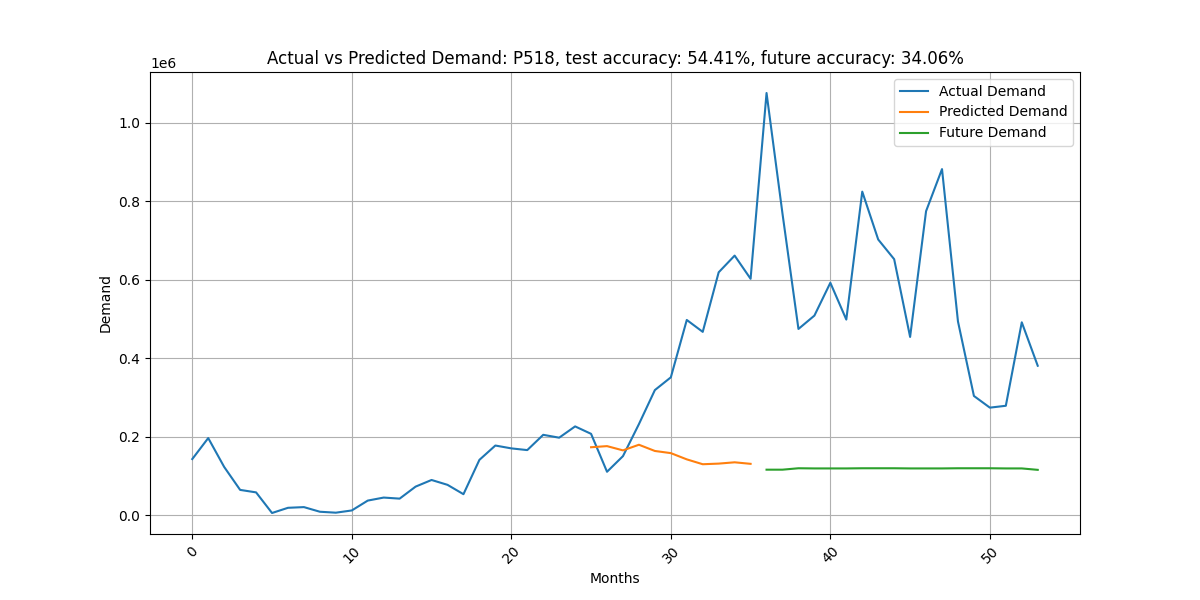 Actual vs Predicted Demand: P518, test accuracy: 54.41%, future accuracy: 34.06%
1e6
Actual Demand
Predicted Demand
Future Demand
1.0
0.8
0.6
0.4
0.2
0.0
Demand
0
10
20
30
40
50
Months